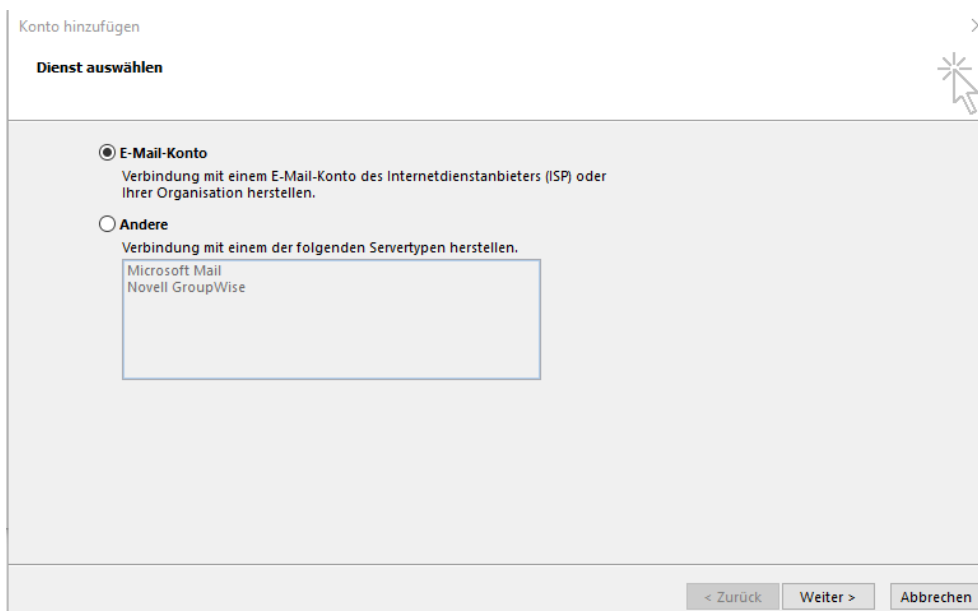 Konto hinzufügen
Dienst auswählen
E-Mail-Konto
Verbindung mit einem E-Mail-Konto des Internetdienstanbieters (ISP) oder
Ihrer Organisation herstellen.
Andere
Verbindung mit einem der folgenden Servertypen herstellen.
Microsoft Mail
Novell GroupWise
< Zurück Weiter > Abbrechen